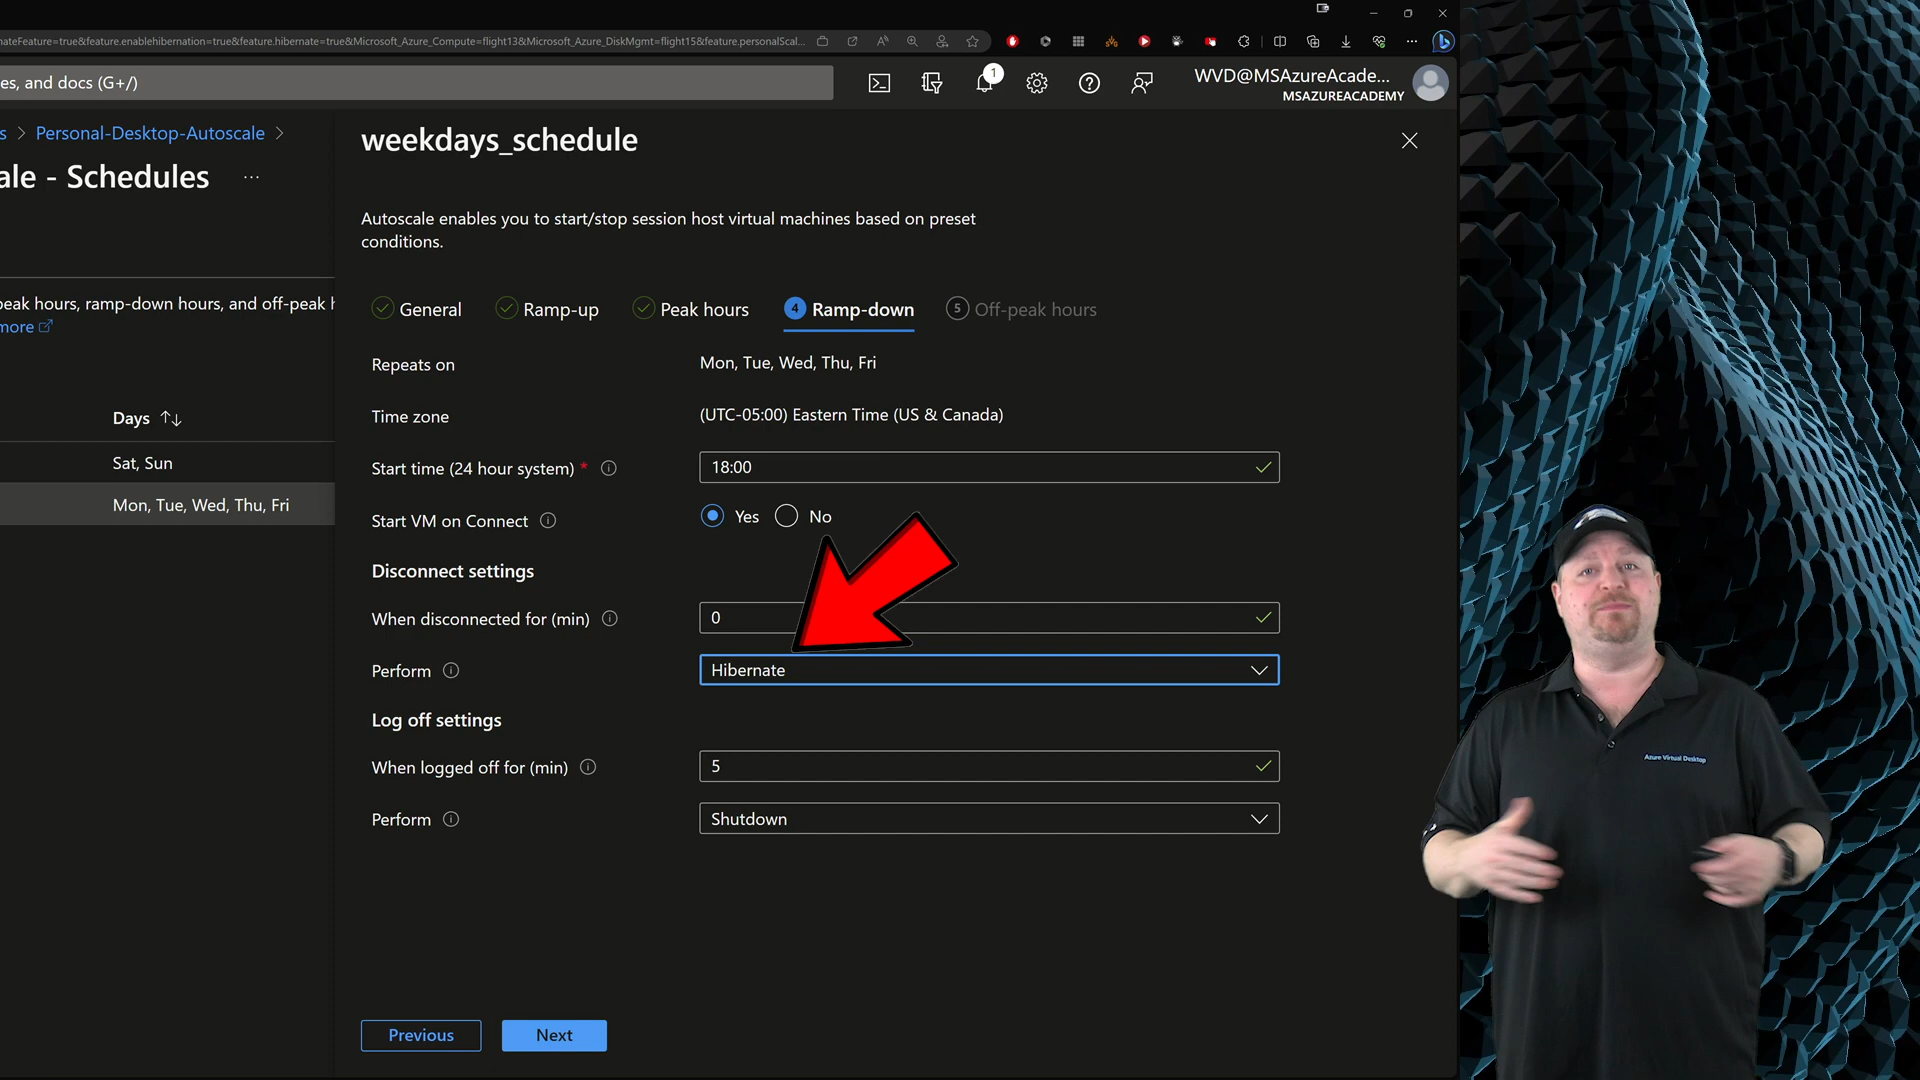 nateFeature=true&feature.enablehibernation=true&feature.hibernate=true&Microsoft_Azure_Compute=flight13&Microsoft_Azure_DiskMgmt=flight15&feature.personalScal...
es, and docs (G+/)
1
WVD@MSAzureAcade...
MSAZUREACADEMY
s > Personal-Desktop-Autoscale >
ale - Schedules ...
weekdays_schedule
Autoscale enables you to start/stop session host virtual machines based on preset
conditions.
eak hours, ramp-down hours, and off-peak h
more
General
Ramp-up
Peak hours
4 Ramp-down
5 Off-peak hours
Repeats on
Mon, Tue, Wed, Thu, Fri
Time zone
(UTC-05:00) Eastern Time (US & Canada)
Days
Sat, Sun
Mon, Tue, Wed, Thu, Fri
Start time (24 hour system) *
18:00
Start VM on Connect
Yes
No
Disconnect settings
When disconnected for (min)
0
Perform
Hibernate
Log off settings
When logged off for (min)
5
Perform
Shutdown
Azure Virtual Desktop
Previous
Next